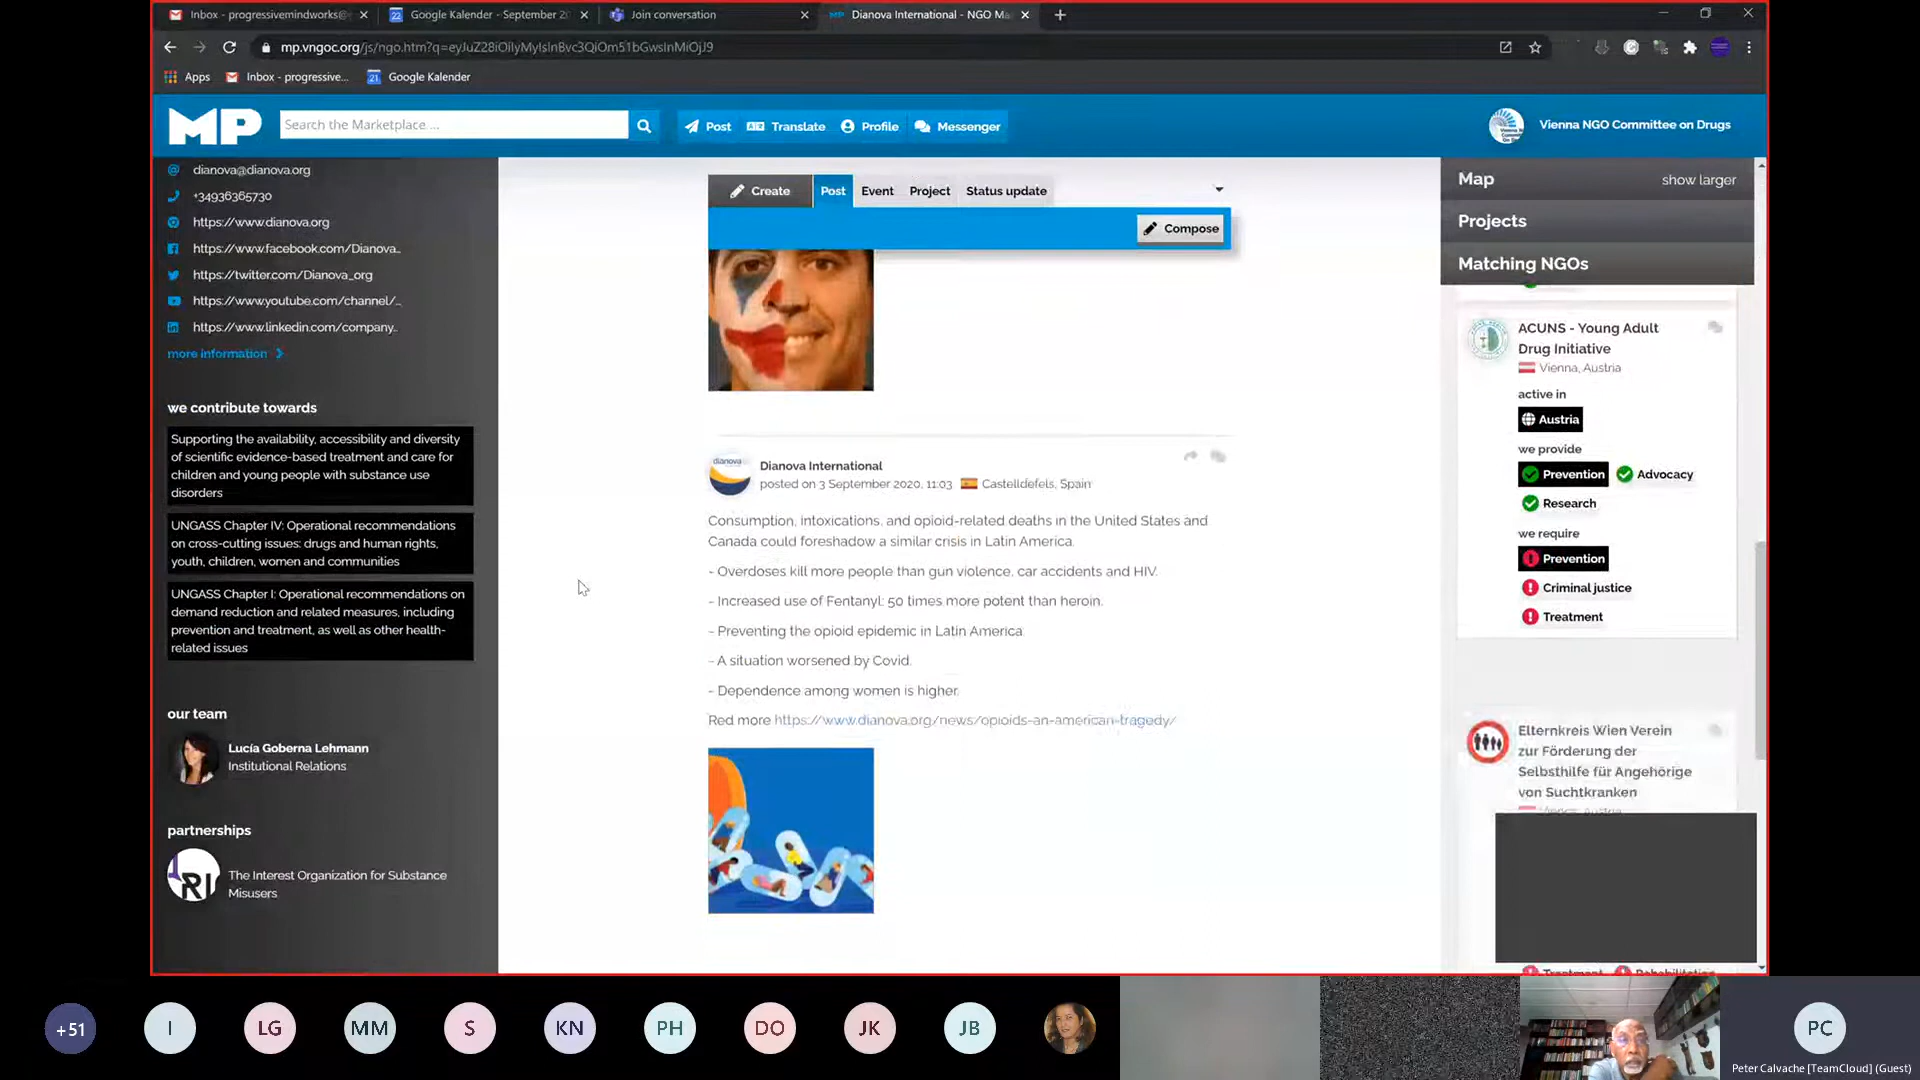 Inbox - progressivemindworks@
Google Kalender - September 20
Join conversation
Dianova International - NGO Ma
mp.vngoc.org/js/ngo.htm?q=
Apps
Inbox - progressive...
Google Kalender
MP
Search the Marketplace ...
Post
Translate
Profile
Messenger
Vienna NGO Committee on Drugs
dianova@dianova.org
+34936365730
https://www.dianova.org
https://www.facebook.com/Dianova..
https://twitter.com/Dianova_org
https://www.youtube.com/channel/..
https://www.linkedin.com/company..
more information
we contribute towards
Supporting the availability, accessibility and diversity
of scientific evidence-based treatment and care for
children and young people with substance use
disorders
UNGASS Chapter IV: Operational recommendations
on cross-cutting issues: drugs and human rights,
youth, children, women and communities
UNGASS Chapter I: Operational recommendations on
demand reduction and related measures, including
prevention and treatment, as well as other health-
related issues
our team
Lucía Goberna Lehmann
Institutional Relations
partnerships
RI
The Interest Organization for Substance
Misusers
Create
Post
Event
Project
Status update
Compose
dianova
Dianova International
posted on 3 September 2020, 11:03
Castelldefels, Spain
Consumption, intoxications, and opioid-related deaths in the United States and
Canada could foreshadow a similar crisis in Latin America.
- Overdoses kill more people than gun violence, car accidents and HIV.
- Increased use of Fentanyl: 50 times more potent than heroin.
- Preventing the opioid epidemic in Latin America.
- A situation worsened by Covid.
- Dependence among women is higher.
Red more https://www.dianova.org/news/opioids-an-american-tragedy/
Map
show larger
Projects
Matching NGOs
ACUNS - Young Adult
Drug Initiative
Vienna, Austria
active in
Austria
we provide
Prevention
Advocacy
Research
we require
Prevention
Criminal justice
Treatment
Elternkreis Wien Verein
zur Förderung der
Selbsthilfe für Angehörige
von Suchtkranken
Vienna, Austria
Treatment
Rehabilitation
+51
I
LG
MM
S
KN
PH
DO
JK
JB
PC
Peter Calvache [TeamCloud] (Guest)